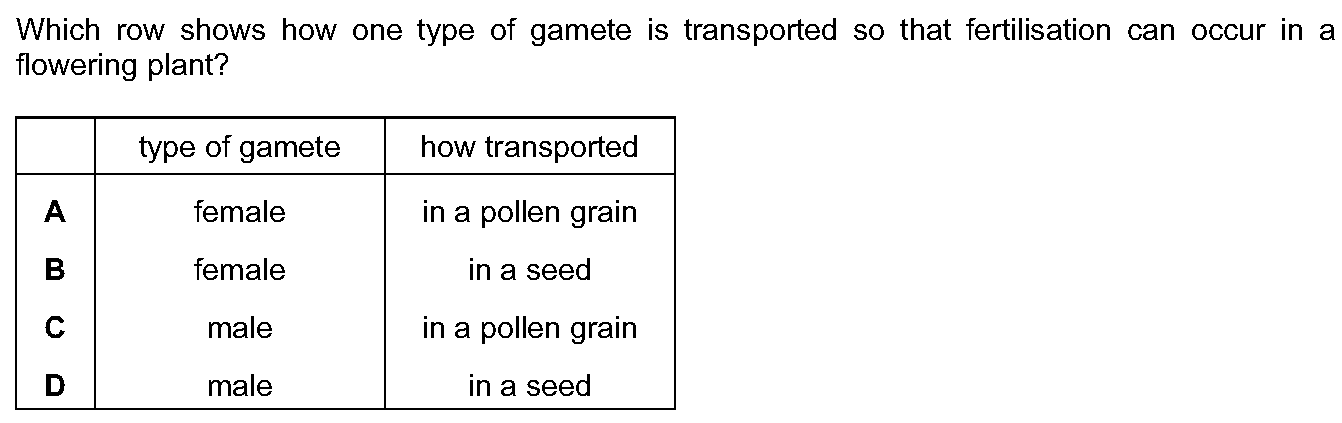 Which row shows how one type of gamete is transported so that fertilisation can occur in a
flowering plant?
type of gamete how transported
A female in a pollen grain
B female in a seed
C male in a pollen grain
D male in a seed